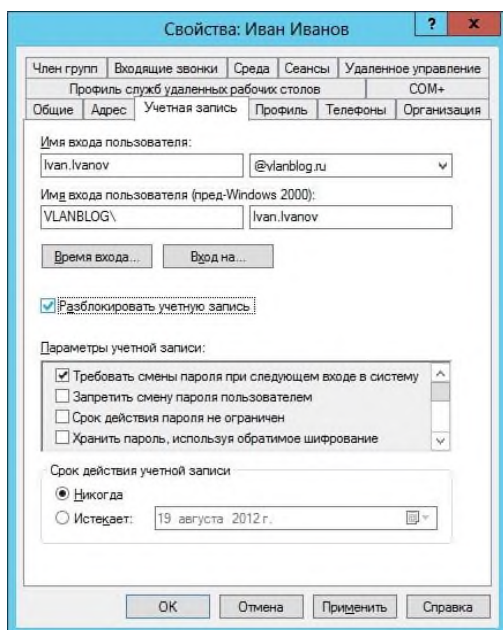 Свойства: Иван Иванов
? x
Член групп Входящие звонки Среда Сеансы Удаленное управление
Профиль служб удаленных рабочих столов COM+
Общие Адрес Учетная запись Профиль Телефоны Организация
Имя входа пользователя:
Ivan.Ivanov @vlanblog.ru
Имя входа пользователя (пред-Windows 2000):
VLANBLOG\ Ivan.Ivanov
Время входа... Вход на...
Разблокировать учетную запись
Параметры учетной записи:
Требовать смены пароля при следующем входе в систему
Запретить смену пароля пользователем
Срок действия пароля не ограничен
Хранить пароль, используя обратимое шифрование
Срок действия учетной записи
Никогда
Истекает: 19 августа 2012 г.
ОК Отмена Применить Справка